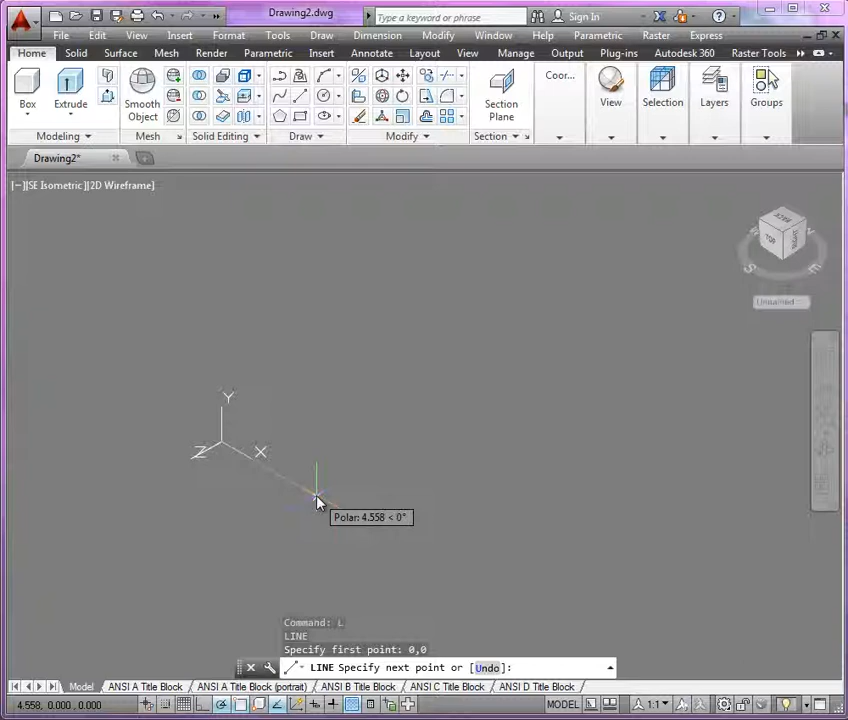 Drawing2.dwg
Type a keyword or phrase
Sign In
File Edit View Insert Format Tools Draw Dimension Modify Window Help Parametric Raster Express
Home Solid Surface Mesh Render Parametric Insert Annotate Layout View Manage Output Plug-ins Autodesk 360 Raster Tools
Box Extrude Smooth Object Section Plane Coor... View Selection Layers Groups
Modeling Mesh Solid Editing Draw Modify Section
Drawing2*
[−][SE Isometric][2D Wireframe]
BACK
TOP RIGHT
S E
Unnamed
Y
Z X
Polar: 4.558 < 0°
Command: L
LINE
Specify first point: 0,0
LINE Specify next point or [Undo]:
Model ANSI A Title Block ANSI A Title Block (portrait) ANSI B Title Block ANSI C Title Block ANSI D Title Block
4.558, 0.000 , 0.000 MODEL 1:1